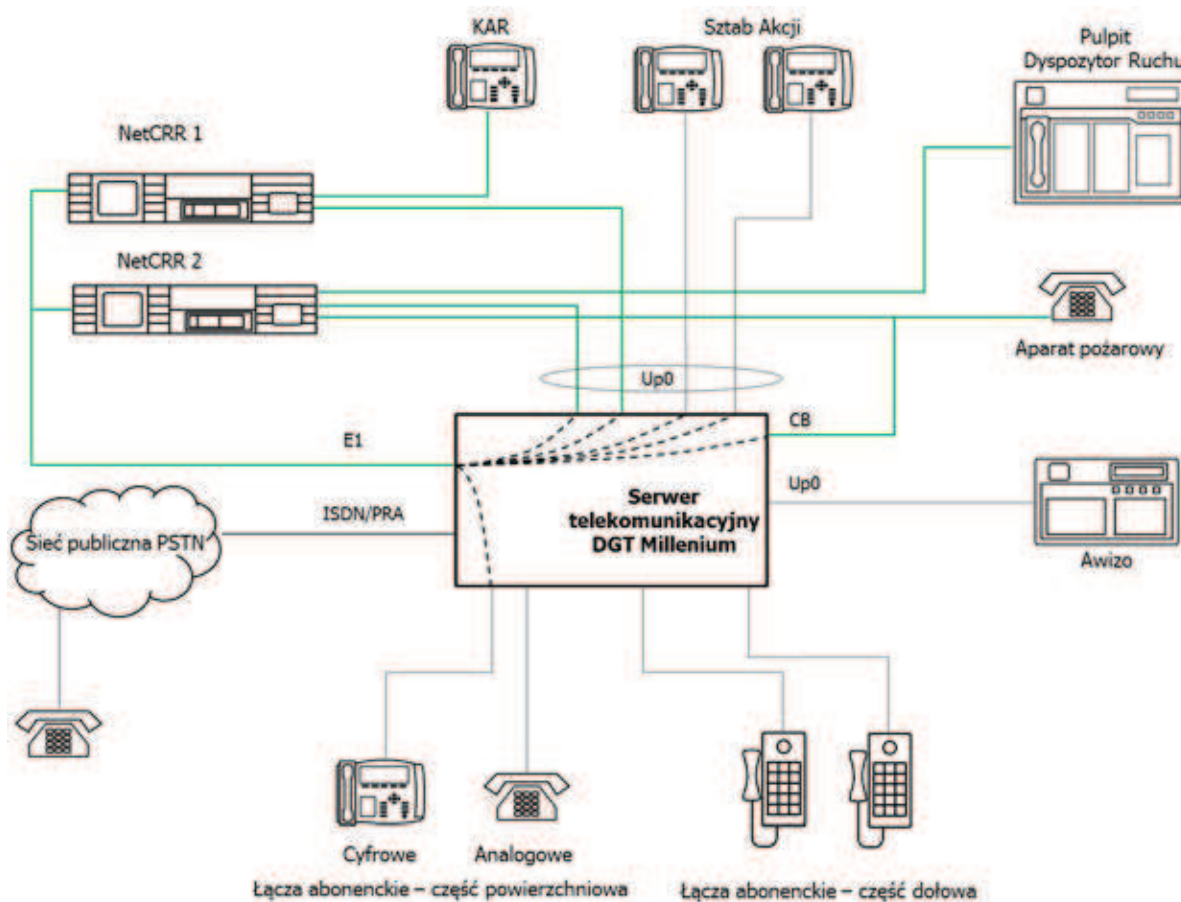 KAR
Sztab Akcji
Pulpit
Dyspozytor Ruchu
NetCRR 1
NetCRR 2
Aparat pożarowy
Up0
CB
E1
Up0
ISDN/PRA
Serwer
telekomunikacyjny
DGT Millenium
Sieć publiczna PSTN
Awizo
Cyfrowe
Analogowe
Łącza abonenckie – część powierzchniowa
Łącza abonenckie – część dołowa